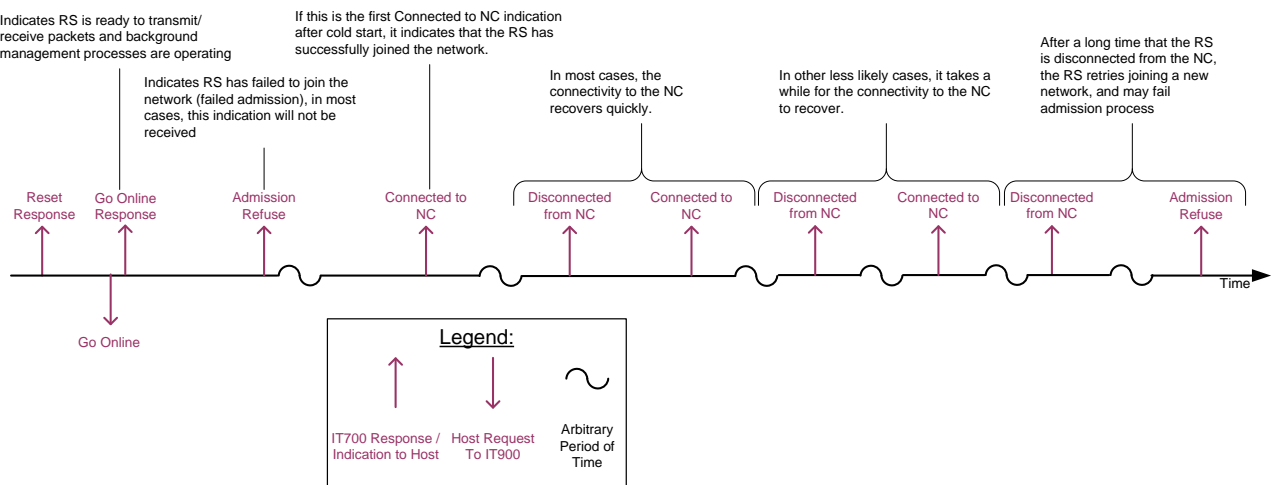 Indicates RS is ready to transmit/
receive packets and background
management processes are operating
Indicates RS has failed to join the
network (failed admission), in most
cases, this indication will not be
received
If this is the first Connected to NC indication
after cold start, it indicates that the RS has
successfully joined the network.
In most cases, the
connectivity to the NC
recovers quickly.
In other less likely cases, it takes a
while for the connectivity to the NC
to recover.
After a long time that the RS
is disconnected from the NC,
the RS retries joining a new
network, and may fail
admission process
Reset
Response
Go Online
Response
Admission
Refuse
Connected to
NC
Disconnected
from NC
Connected to
NC
Disconnected
from NC
Connected to
NC
Disconnected
from NC
Admission
Refuse
Time
Go Online
Legend:
IT700 Response /
Indication to Host
Host Request
To IT900
Arbitrary
Period of
Time